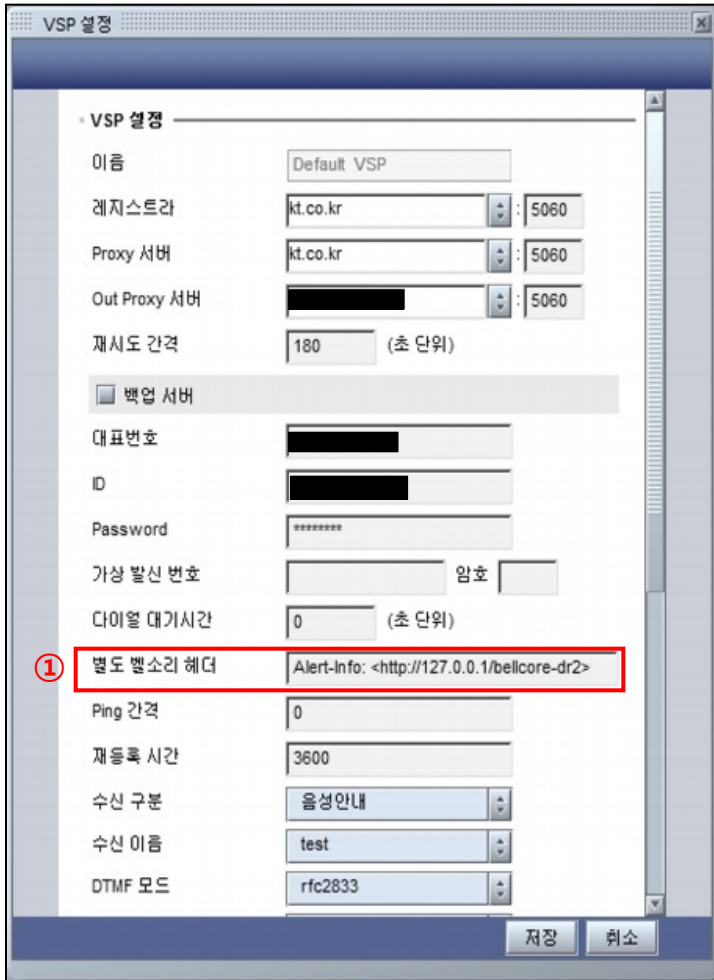 VSP 설정
VSP 설정
이름 Default VSP
레지스트라 kt.co.kr : 5060
Proxy 서버 kt.co.kr : 5060
Out Proxy 서버 : 5060
재시도 간격 180 (초 단위)
백업 서버
대표번호
ID
Password ********
가상 발신 번호 암호
다이얼 대기시간 0 (초 단위)
① 별도 벨소리 헤더 Alert-Info: <http://127.0.0.1/bellcore-dr2>
Ping 간격 0
재등록 시간 3600
수신 구분 음성안내
수신 이름 test
DTMF 모드 rfc2833
저장 취소